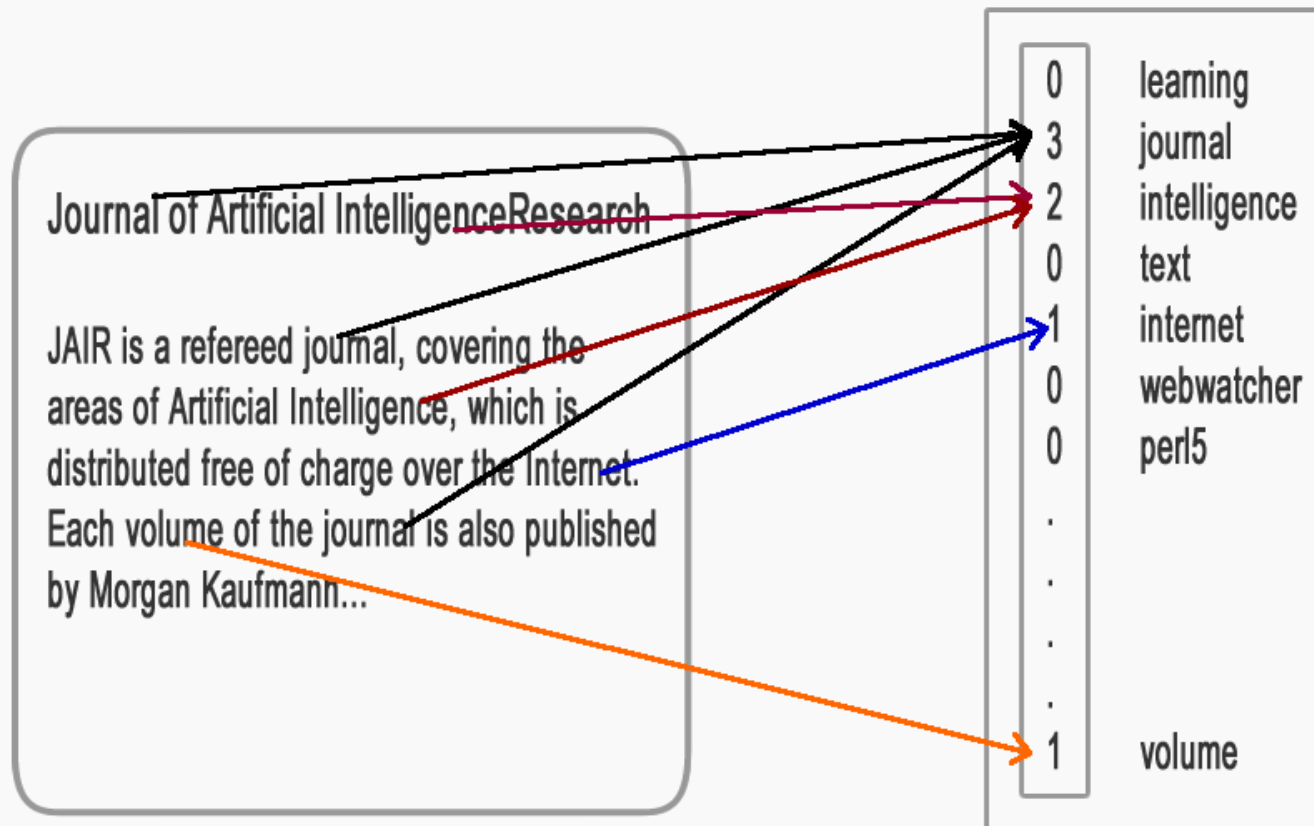 Journal of Artificial IntelligenceResearch
JAIR is a refereed journal, covering the
areas of Artificial Intelligence, which is
distributed free of charge over the Internet.
Each volume of the journal is also published
by Morgan Kaufmann...
0 learning
3 journal
2 intelligence
0 text
1 internet
0 webwatcher
0 perl5
.
.
.
.
1 volume